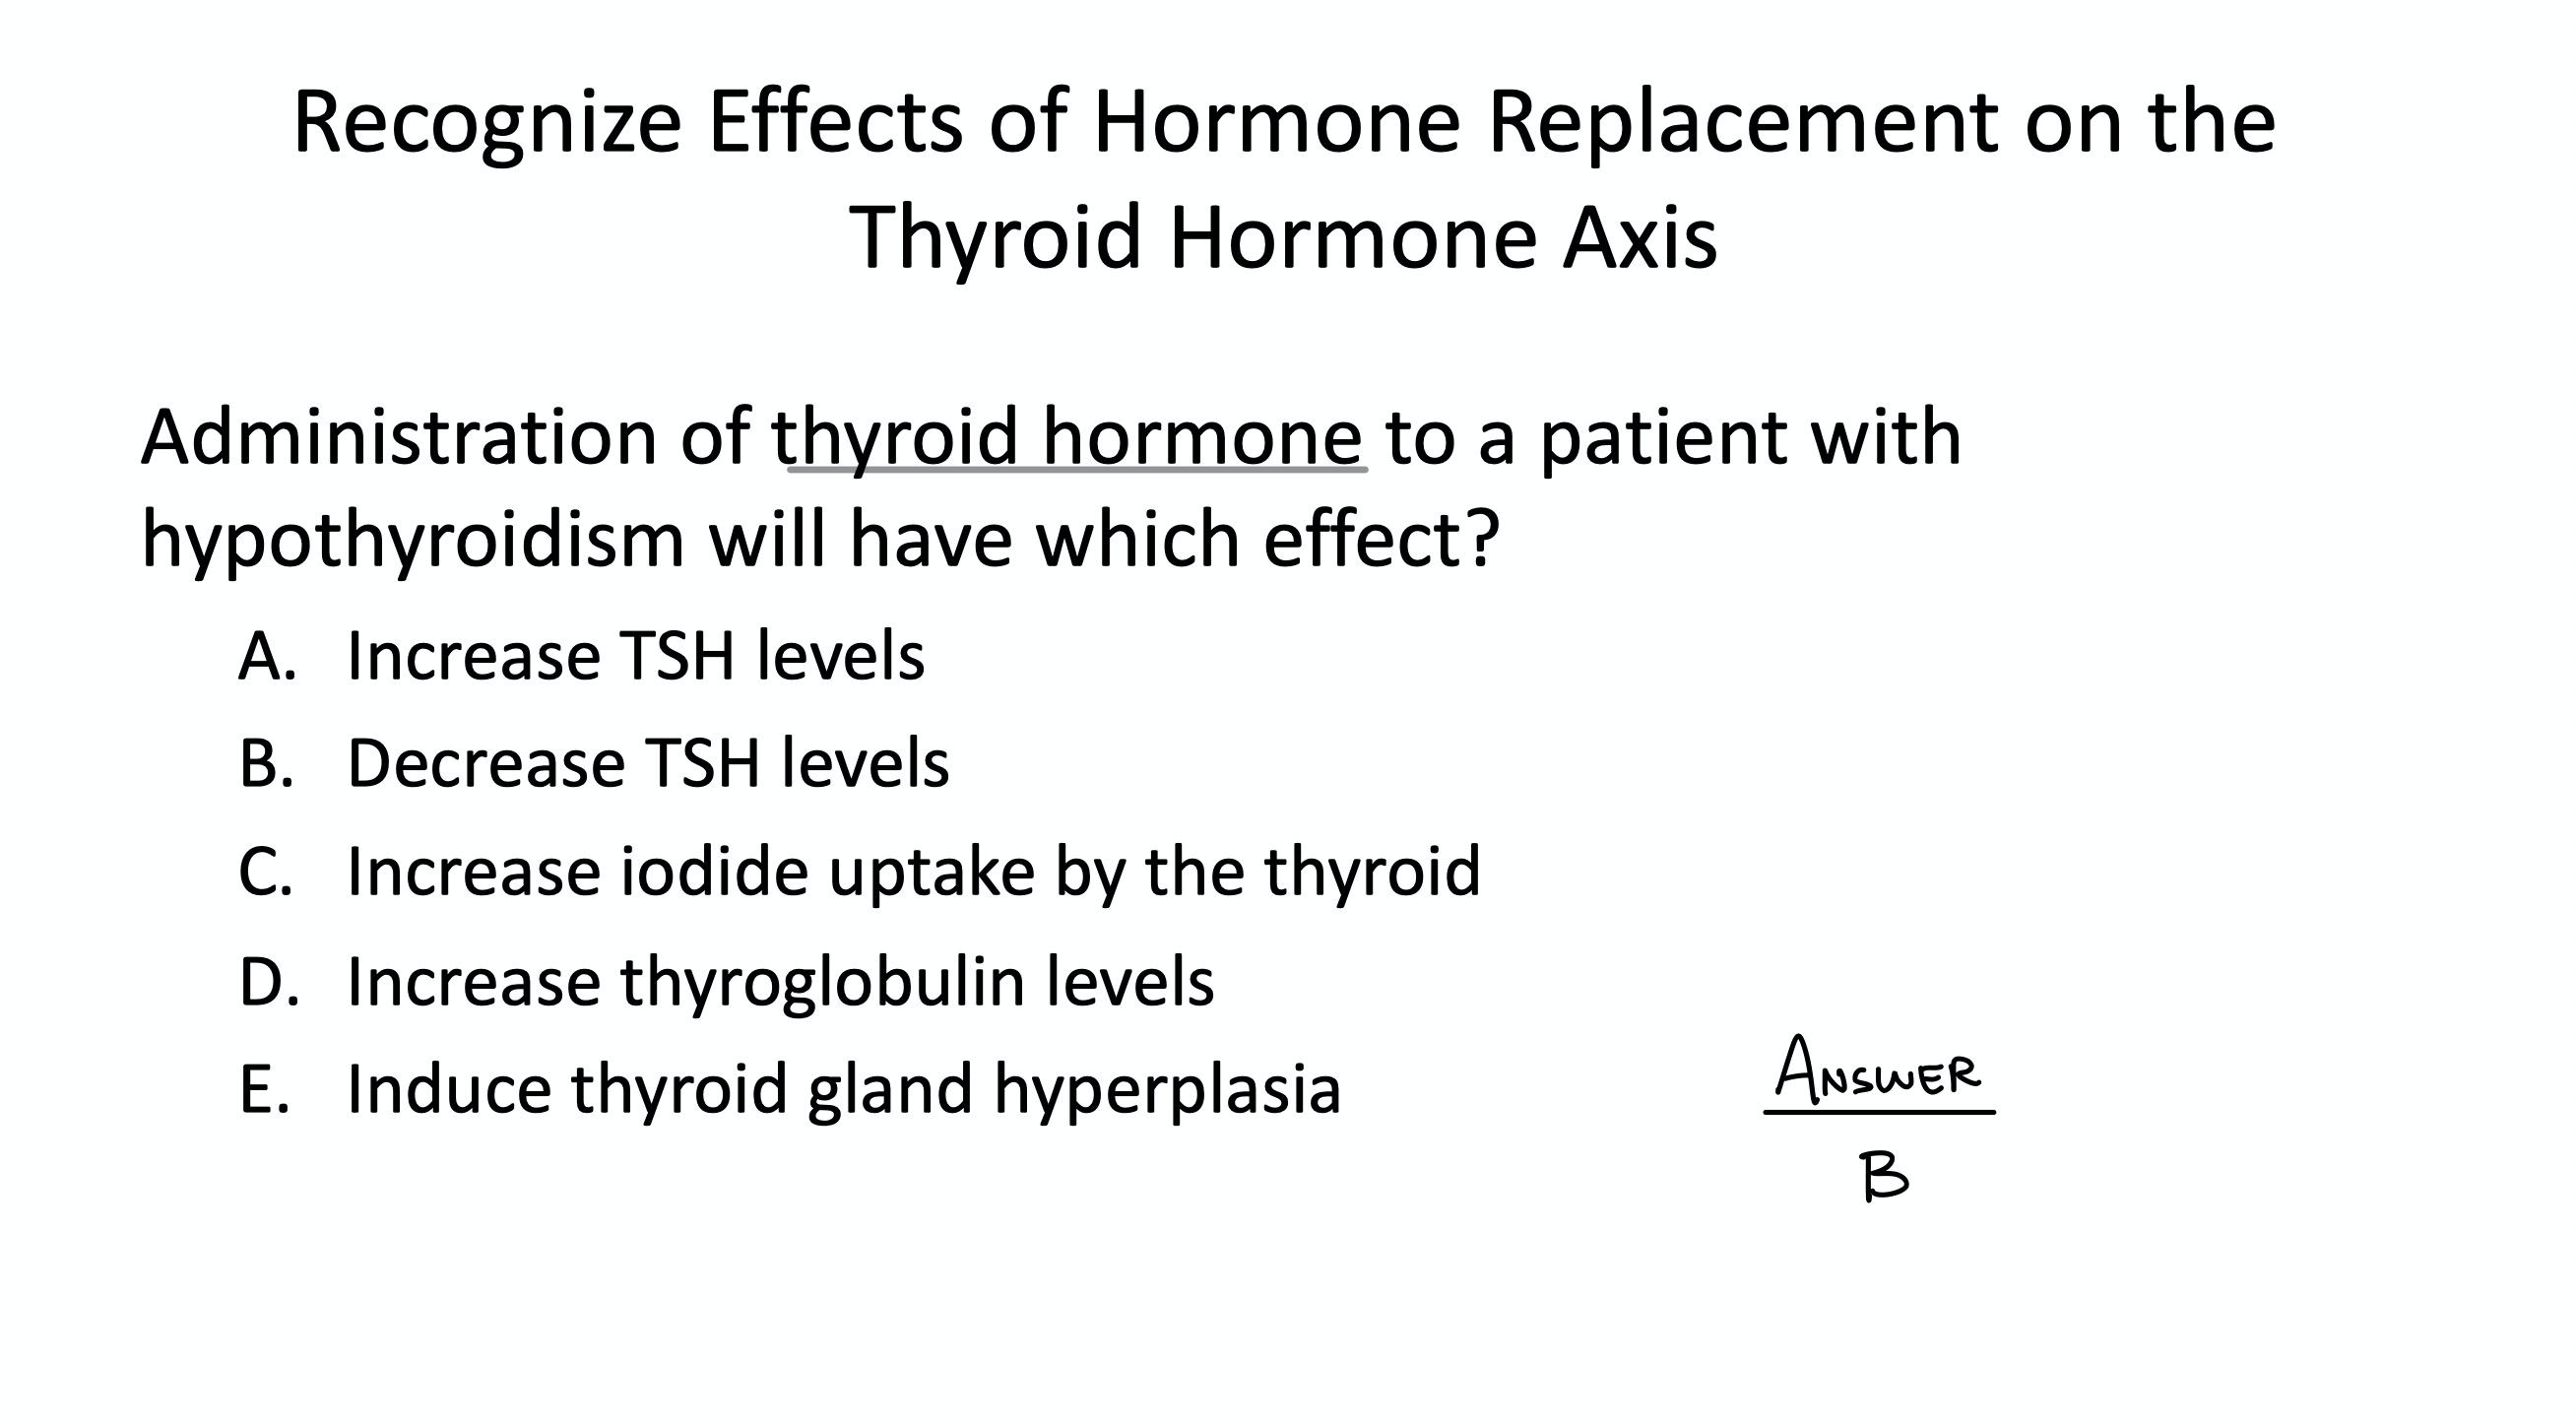 Recognize Effects of Hormone Replacement on the
Thyroid Hormone Axis
Administration of thyroid hormone to a patient with
hypothyroidism will have which effect?
A. Increase TSH levels
B. Decrease TSH levels
C. Increase iodide uptake by the thyroid
D. Increase thyroglobulin levels
E. Induce thyroid gland hyperplasia
ANSWER
B